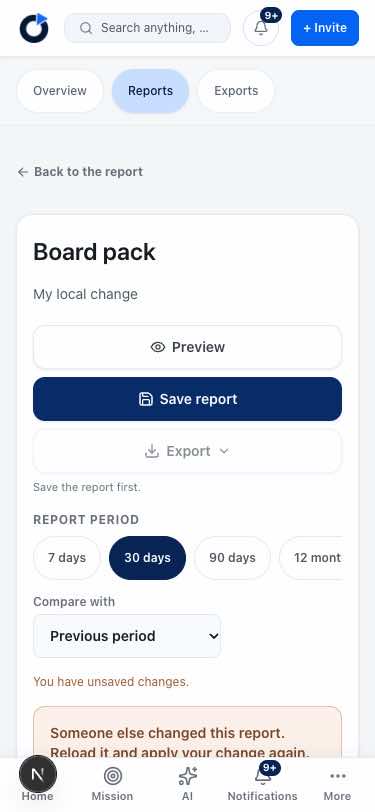 Search anything, ...
9+
+ Invite
Overview
Reports
Exports
← Back to the report
Board pack
My local change
Preview
Save report
Export
Save the report first.
REPORT PERIOD
7 days
30 days
90 days
12 mont
Compare with
Previous period
You have unsaved changes.
Someone else changed this report.
Reload it and apply your change again.
N
9+
Home
Mission
AI
Notifications
More